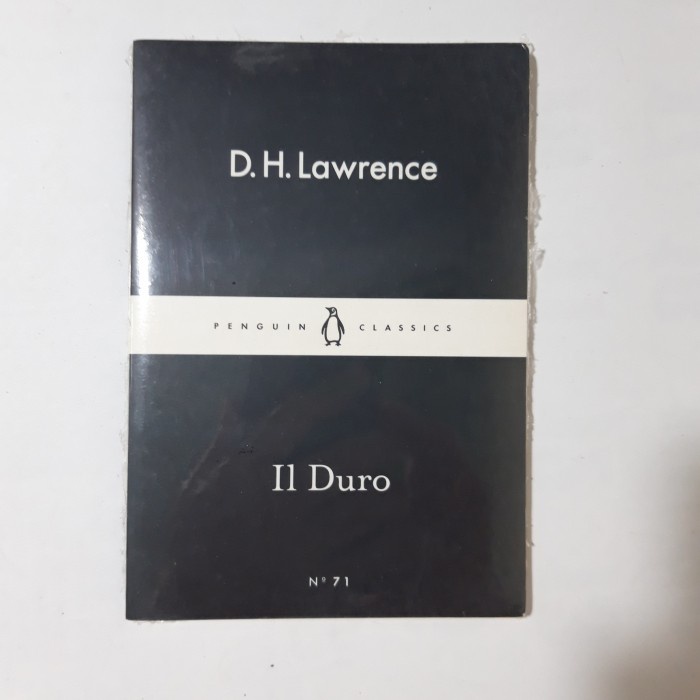 D. H. Lawrence
PENGUIN CLASSICS
Il Duro
Nº 71